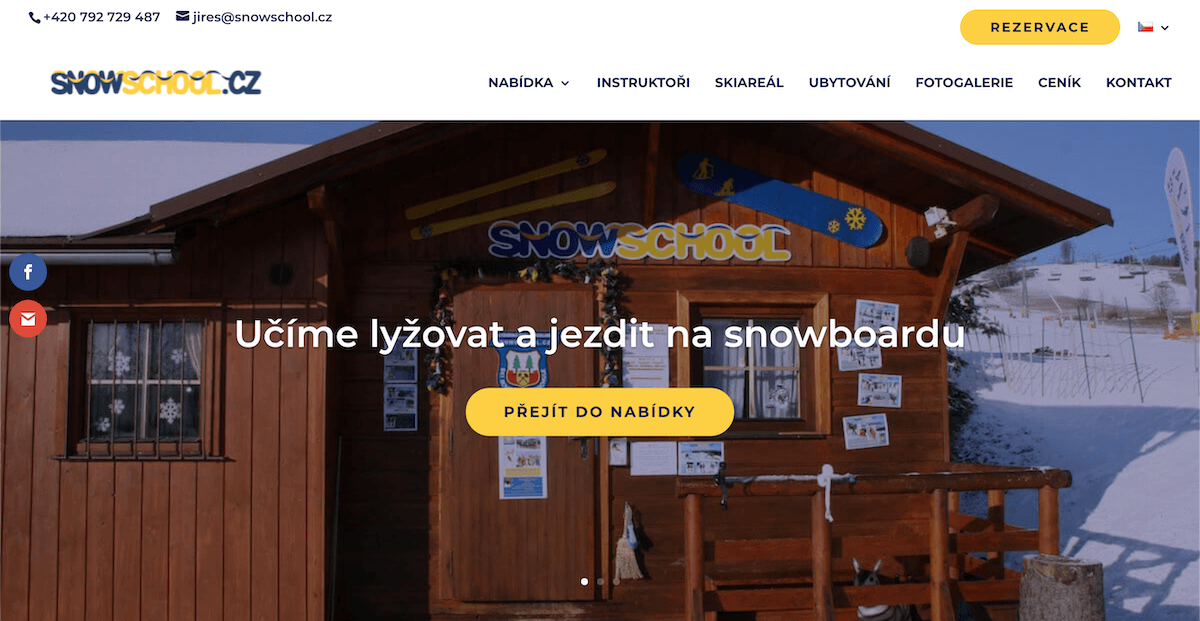 +420 792 729 487
jires@snowschool.cz
REZERVACE
SNOWSCHOOL.CZ
NABÍDKA
INSTRUKTOŘI
SKIAREÁL
UBYTOVÁNÍ
FOTOGALERIE
CENÍK
KONTAKT
SNOWSCHOOL
Učíme lyžovat a jezdit na snowboardu
PŘEJÍT DO NABÍDKY